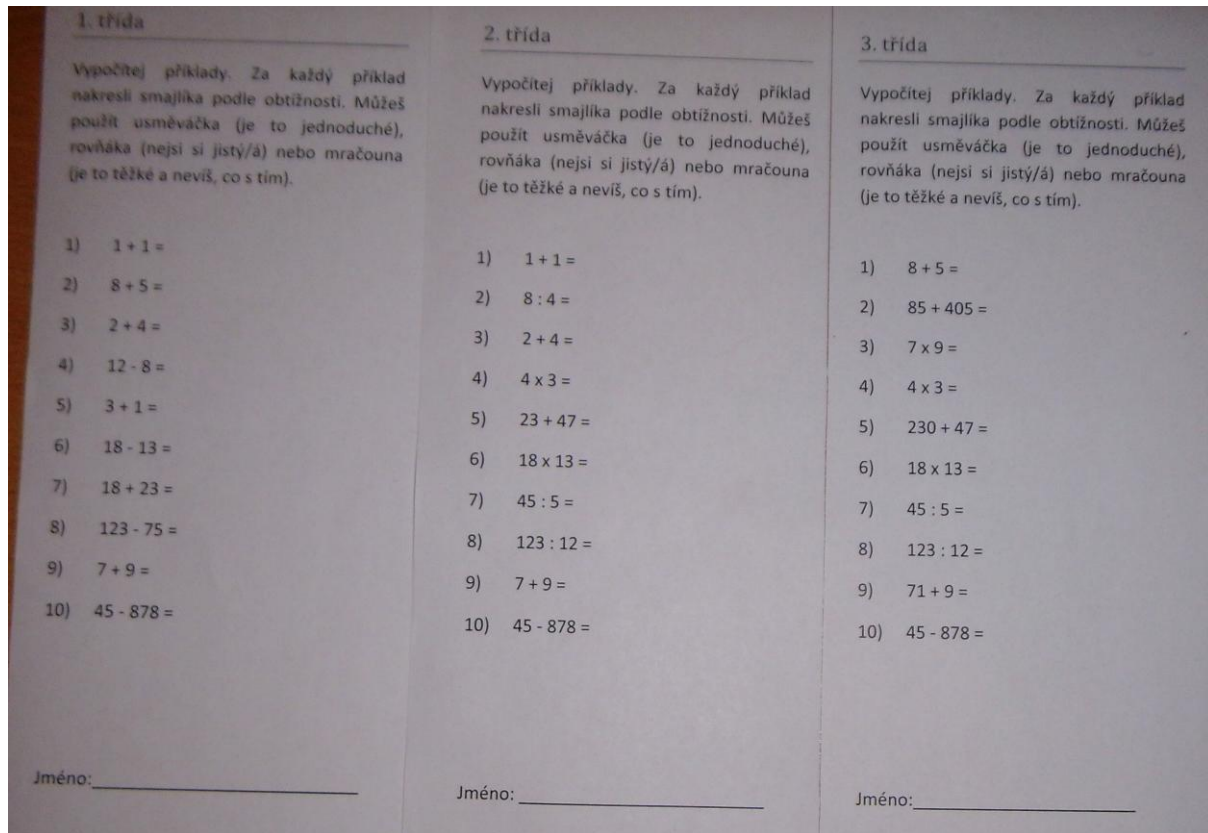 1. třída
Vypočítej příklady. Za každý příklad
nakresli smajlíka podle obtížnosti. Můžeš
použít usměváčka (je to jednoduché),
rovňáka (nejsi si jistý/á) nebo mračouna
(je to těžké a nevíš, co s tím).
1) 1 + 1 =
2) 8 + 5 =
3) 2 + 4 =
4) 12 - 8 =
5) 3 + 1 =
6) 18 - 13 =
7) 18 + 23 =
8) 123 - 75 =
9) 7 + 9 =
10) 45 - 878 =
Jméno:
2. třída
Vypočítej příklady. Za každý příklad
nakresli smajlíka podle obtížnosti. Můžeš
použít usměváčka (je to jednoduché),
rovňáka (nejsi si jistý/á) nebo mračouna
(je to těžké a nevíš, co s tím).
1) 1 + 1 =
2) 8 : 4 =
3) 2 + 4 =
4) 4 x 3 =
5) 23 + 47 =
6) 18 x 13 =
7) 45 : 5 =
8) 123 : 12 =
9) 7 + 9 =
10) 45 - 878 =
Jméno:
3. třída
Vypočítej příklady. Za každý příklad
nakresli smajlíka podle obtížnosti. Můžeš
použít usměváčka (je to jednoduché),
rovňáka (nejsi si jistý/á) nebo mračouna
(je to těžké a nevíš, co s tím).
1) 8 + 5 =
2) 85 + 405 =
3) 7 x 9 =
4) 4 x 3 =
5) 230 + 47 =
6) 18 x 13 =
7) 45 : 5 =
8) 123 : 12 =
9) 71 + 9 =
10) 45 - 878 =
Jméno: